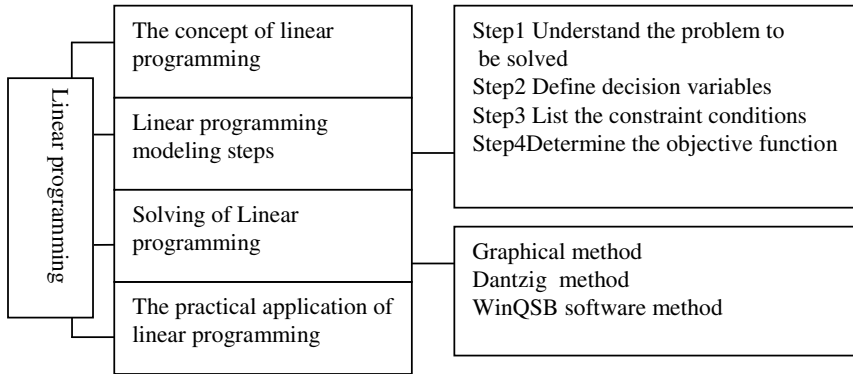 Linear programming
The concept of linear
programming
Linear programming
modeling steps
Solving of Linear
programming
The practical application of
linear programming
Step1 Understand the problem to
be solved
Step2 Define decision variables
Step3 List the constraint conditions
Step4Determine the objective function
Graphical method
Dantzig method
WinQSB software method